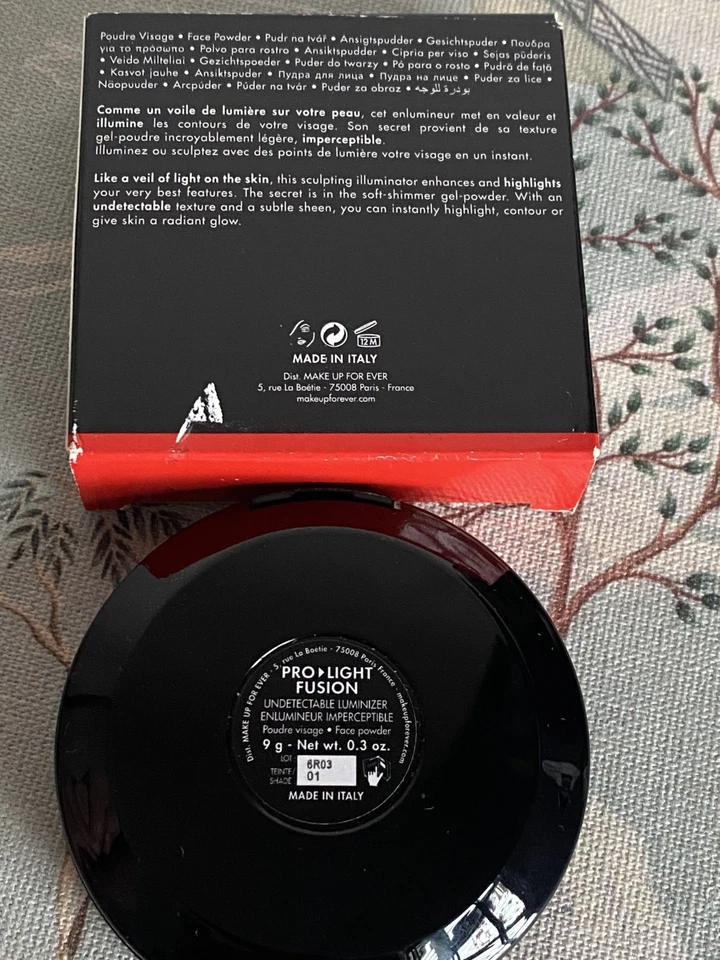 Poudre Visage • Face Powder • Pudr na tvář • Ansigtspudder • Gesichtspuder • Πούδρα
για το πρόσωπο • Polvo para rostro • Ansiktspudder • Cipria per viso • Sejas pūderis
• Veido Milteliai • Gezichtspoeder • Puder do twarzy • Pó para o rosto • Pudră de față
• Kasvot jauhe • Ansiktspuder • Пудра для лица • Пудра на лице • Puder za lice •
Näopuuder • Arcpúder • Púder na tvár • Puder za obraz • بودرة للوجه
Comme un voile de lumière sur votre peau, cet enlumineur met en valeur et
illumine les contours de votre visage. Son secret provient de sa texture
gel-poudre incroyablement légère, imperceptible.
Illuminez ou sculptez avec des points de lumière votre visage en un instant.
Like a veil of light on the skin, this sculpting illuminator enhances and highlights
your very best features. The secret is in the soft-shimmer gel-powder. With an
undetectable texture and a subtle sheen, you can instantly highlight, contour or
give skin a radiant glow.
12 M
MADE IN ITALY
Dist. MAKE UP FOR EVER
5, rue La Boétie - 75008 Paris - France
makeupforever.com
Dist. MAKE UP FOR EVER - 5, rue La Boétie - 75008 Paris France - makeupforever.com
PRO▸LIGHT
FUSION
UNDETECTABLE LUMINIZER
ENLUMINEUR IMPERCEPTIBLE
Poudre visage • Face powder
9 g - Net wt. 0.3 oz.
LOT 6R03
TEINTE/
SHADE 01
MADE IN ITALY